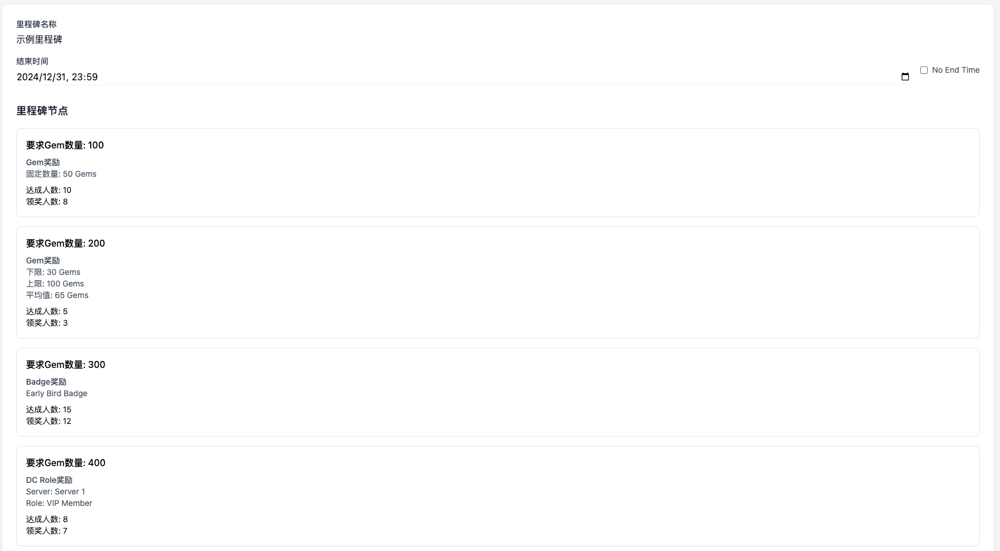 里程碑名称
示例里程碑
结束时间
2024/12/31, 23:59
No End Time
里程碑节点
要求Gem数量: 100
Gem奖励
固定数量: 50 Gems
达成人数: 10
领奖人数: 8
要求Gem数量: 200
Gem奖励
下限: 30 Gems
上限: 100 Gems
平均值: 65 Gems
达成人数: 5
领奖人数: 3
要求Gem数量: 300
Badge奖励
Early Bird Badge
达成人数: 15
领奖人数: 12
要求Gem数量: 400
DC Role奖励
Server: Server 1
Role: VIP Member
达成人数: 8
领奖人数: 7